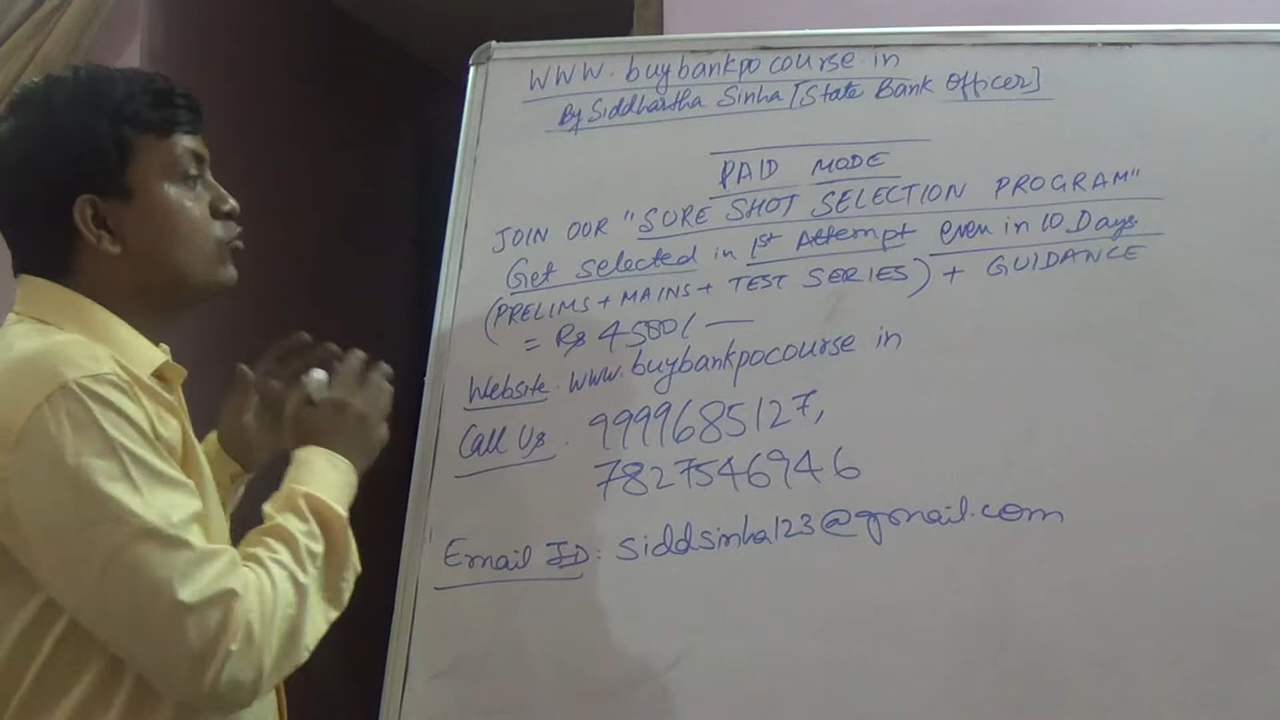 www.buybankpocourse.in
By Siddhartha Sinha [State Bank Officer]
PAID MODE
JOIN OUR "SURE SHOT SELECTION PROGRAM"
Get selected in 1st Attempt even in 10 Days.
(PRELIMS + MAINS + TEST SERIES) + GUIDANCE
= Rs 4580/—
Website. www.buybankpocourse in
Call Us. 9999685127,
7827546946
Email ID: siddsinha123@gmail.com